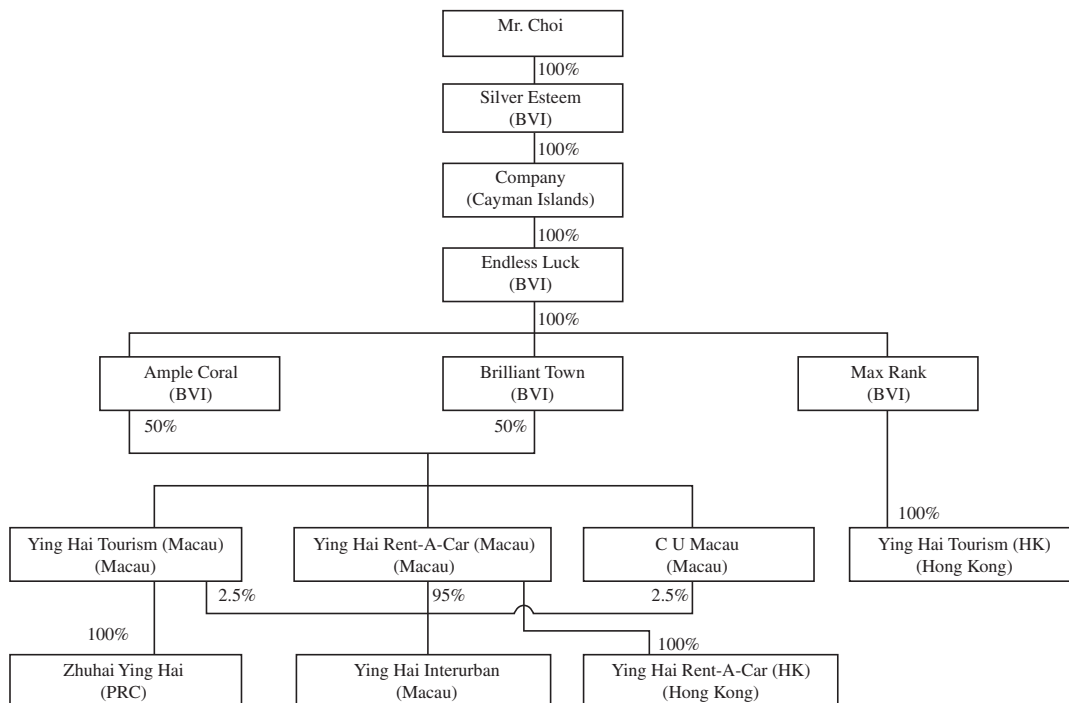 Mr. Choi
100%
Silver Esteem
(BVI)
100%
Company
(Cayman Islands)
100%
Endless Luck
(BVI)
100%
Ample Coral
(BVI)
Brilliant Town
(BVI)
Max Rank
(BVI)
50%
50%
100%
Ying Hai Tourism (Macau)
(Macau)
Ying Hai Rent-A-Car (Macau)
(Macau)
C U Macau
(Macau)
Ying Hai Tourism (HK)
(Hong Kong)
2.5%
95%
2.5%
100%
100%
Zhuhai Ying Hai
(PRC)
Ying Hai Interurban
(Macau)
Ying Hai Rent-A-Car (HK)
(Hong Kong)